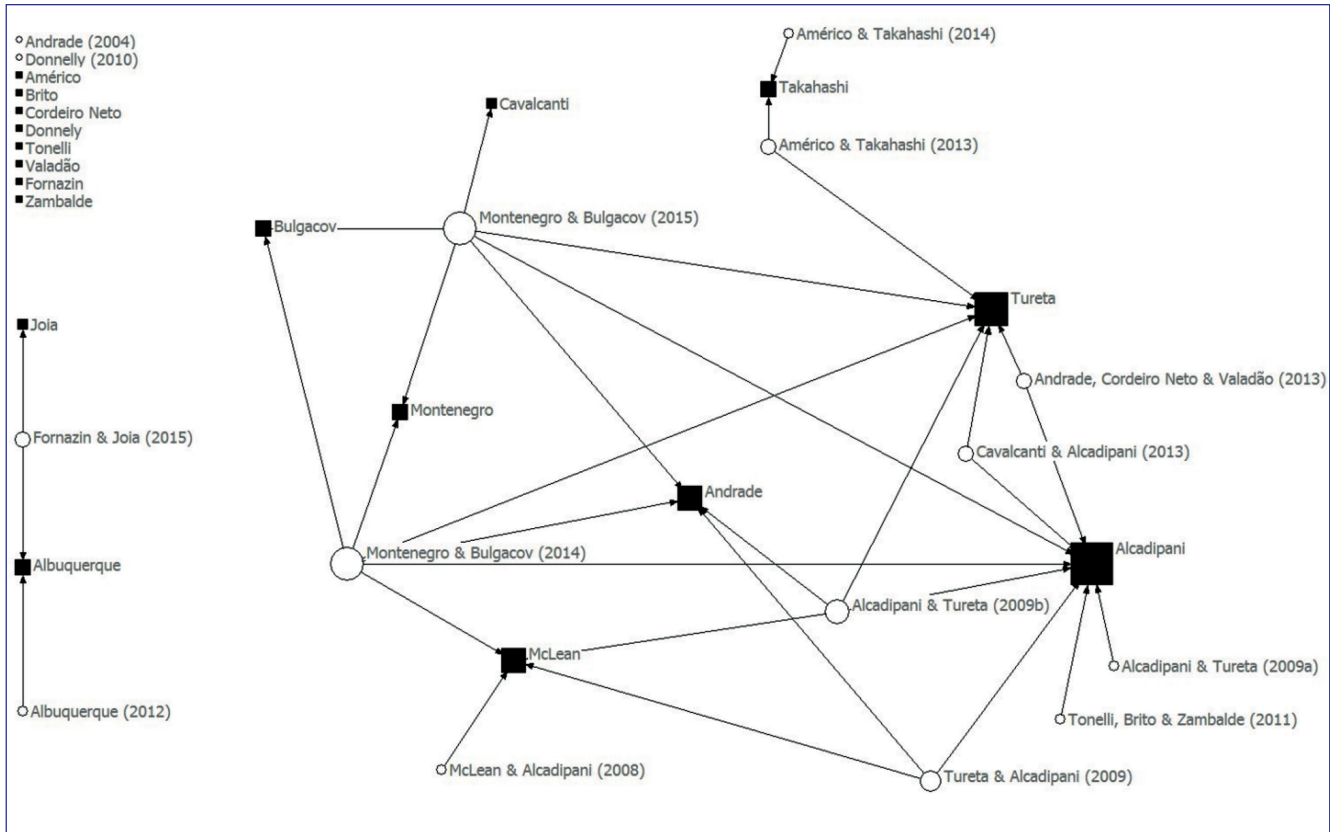 Andrade (2004)
Donnelly (2010)
Américo
Brito
Cordeiro Neto
Donnely
Tonelli
Valadão
Fornazin
Zambalde
Américo & Takahashi (2014)
Takahashi
Cavalcanti
Américo & Takahashi (2013)
Montenegro & Bulgacov (2015)
Bulgacov
Tureta
Joia
Andrade, Cordeiro Neto & Valadão (2013)
Montenegro
Fornazin & Joia (2015)
Cavalcanti & Alcadipani (2013)
Andrade
Alcadipani
Montenegro & Bulgacov (2014)
Albuquerque
Alcadipani & Tureta (2009b)
McLean
Alcadipani & Tureta (2009a)
Albuquerque (2012)
Tonelli, Brito & Zambalde (2011)
McLean & Alcadipani (2008)
Tureta & Alcadipani (2009)